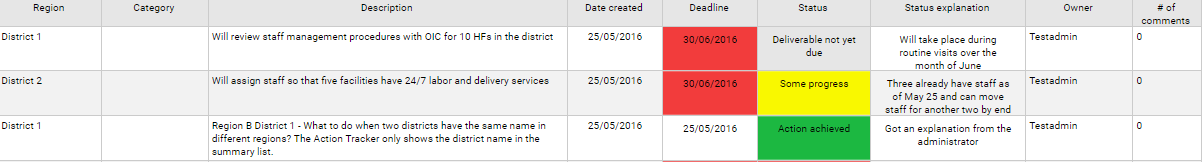 Region Category Description Date created Deadline Status Status explanation Owner # of
comments
District 1 Will review staff management procedures with OIC for 10 HFs in the district 25/05/2016 30/06/2016 Deliverable not yet
due Will take place during
routine visits over the
month of June Testadmin 0
District 2 Will assign staff so that five facilities have 24/7 labor and delivery services 25/05/2016 30/06/2016 Some progress Three already have staff as
of May 25 and can move
staff for another two by end Testadmin 0
District 1 Region B District 1 - What to do when two districts have the same name in
different regions? The Action Tracker only shows the district name in the
summary list. 25/05/2016 25/05/2016 Action achieved Got an explanation from the
administrator Testadmin 0